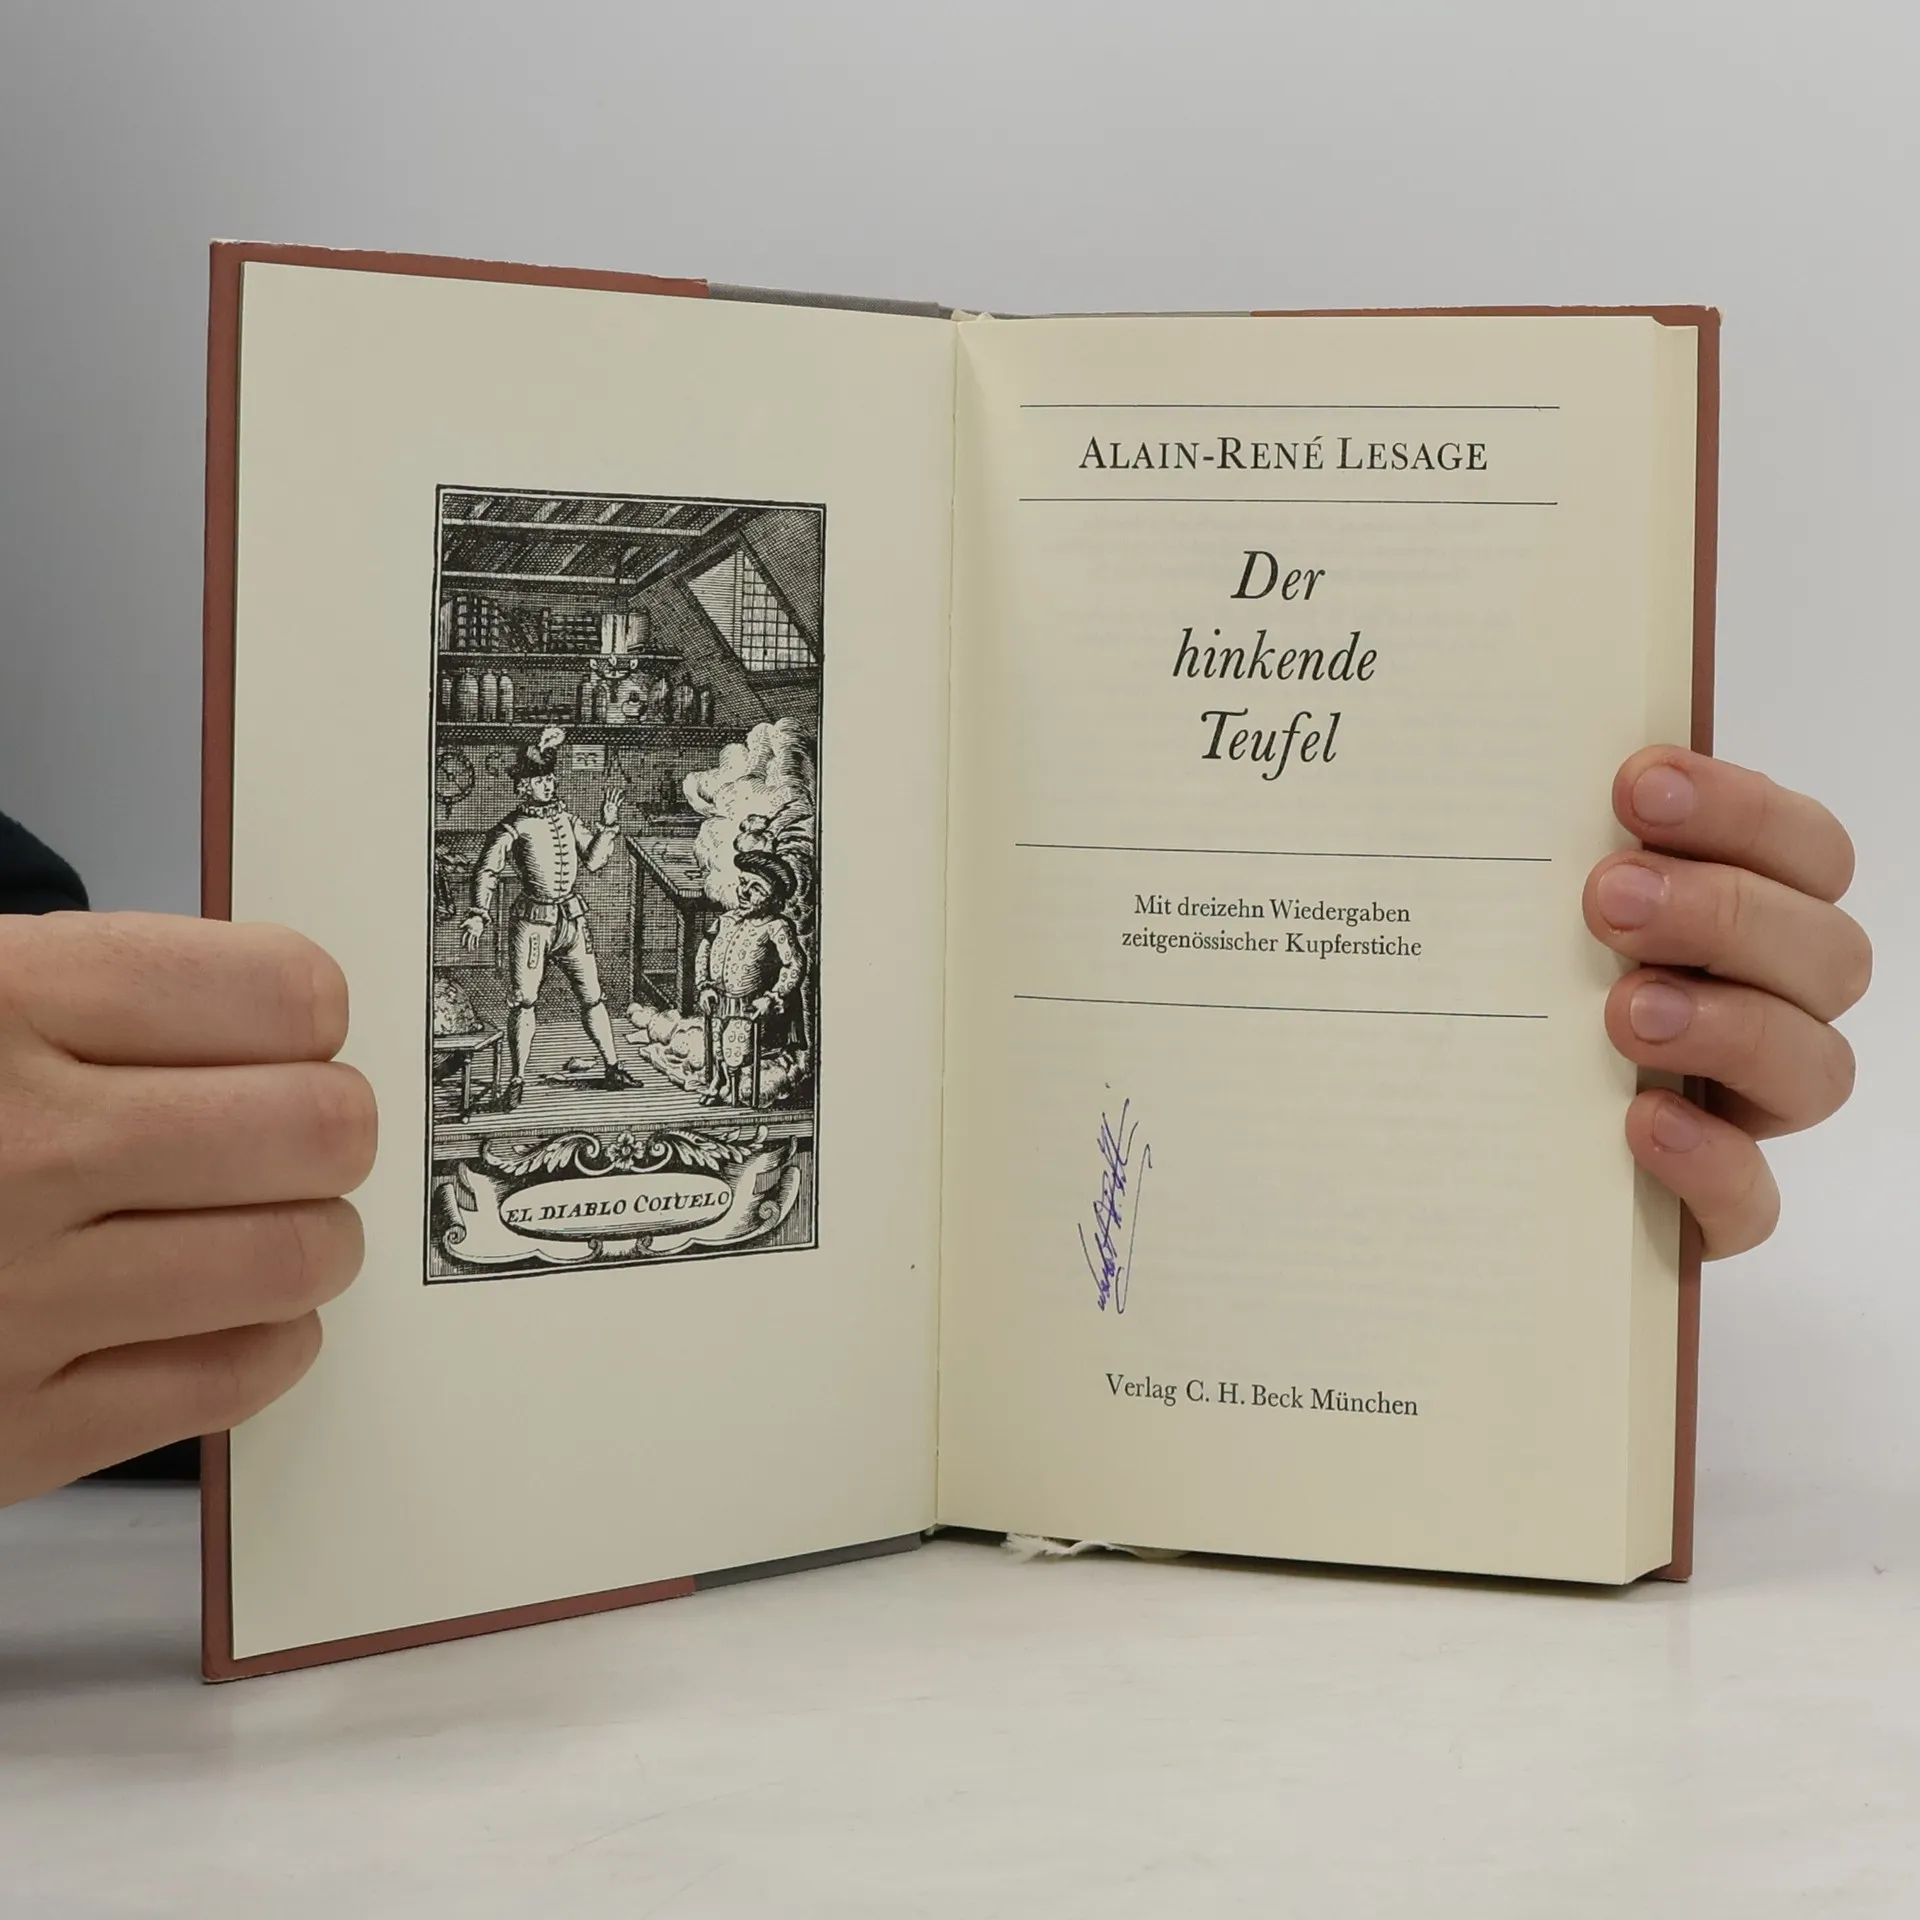 EL DIABLO COIUELO
ALAIN-RENÉ LESAGE
Der
hinkende
Teufel
Mit dreizehn Wiedergaben
zeitgenössischer Kupferstiche
Verlag C. H. Beck München